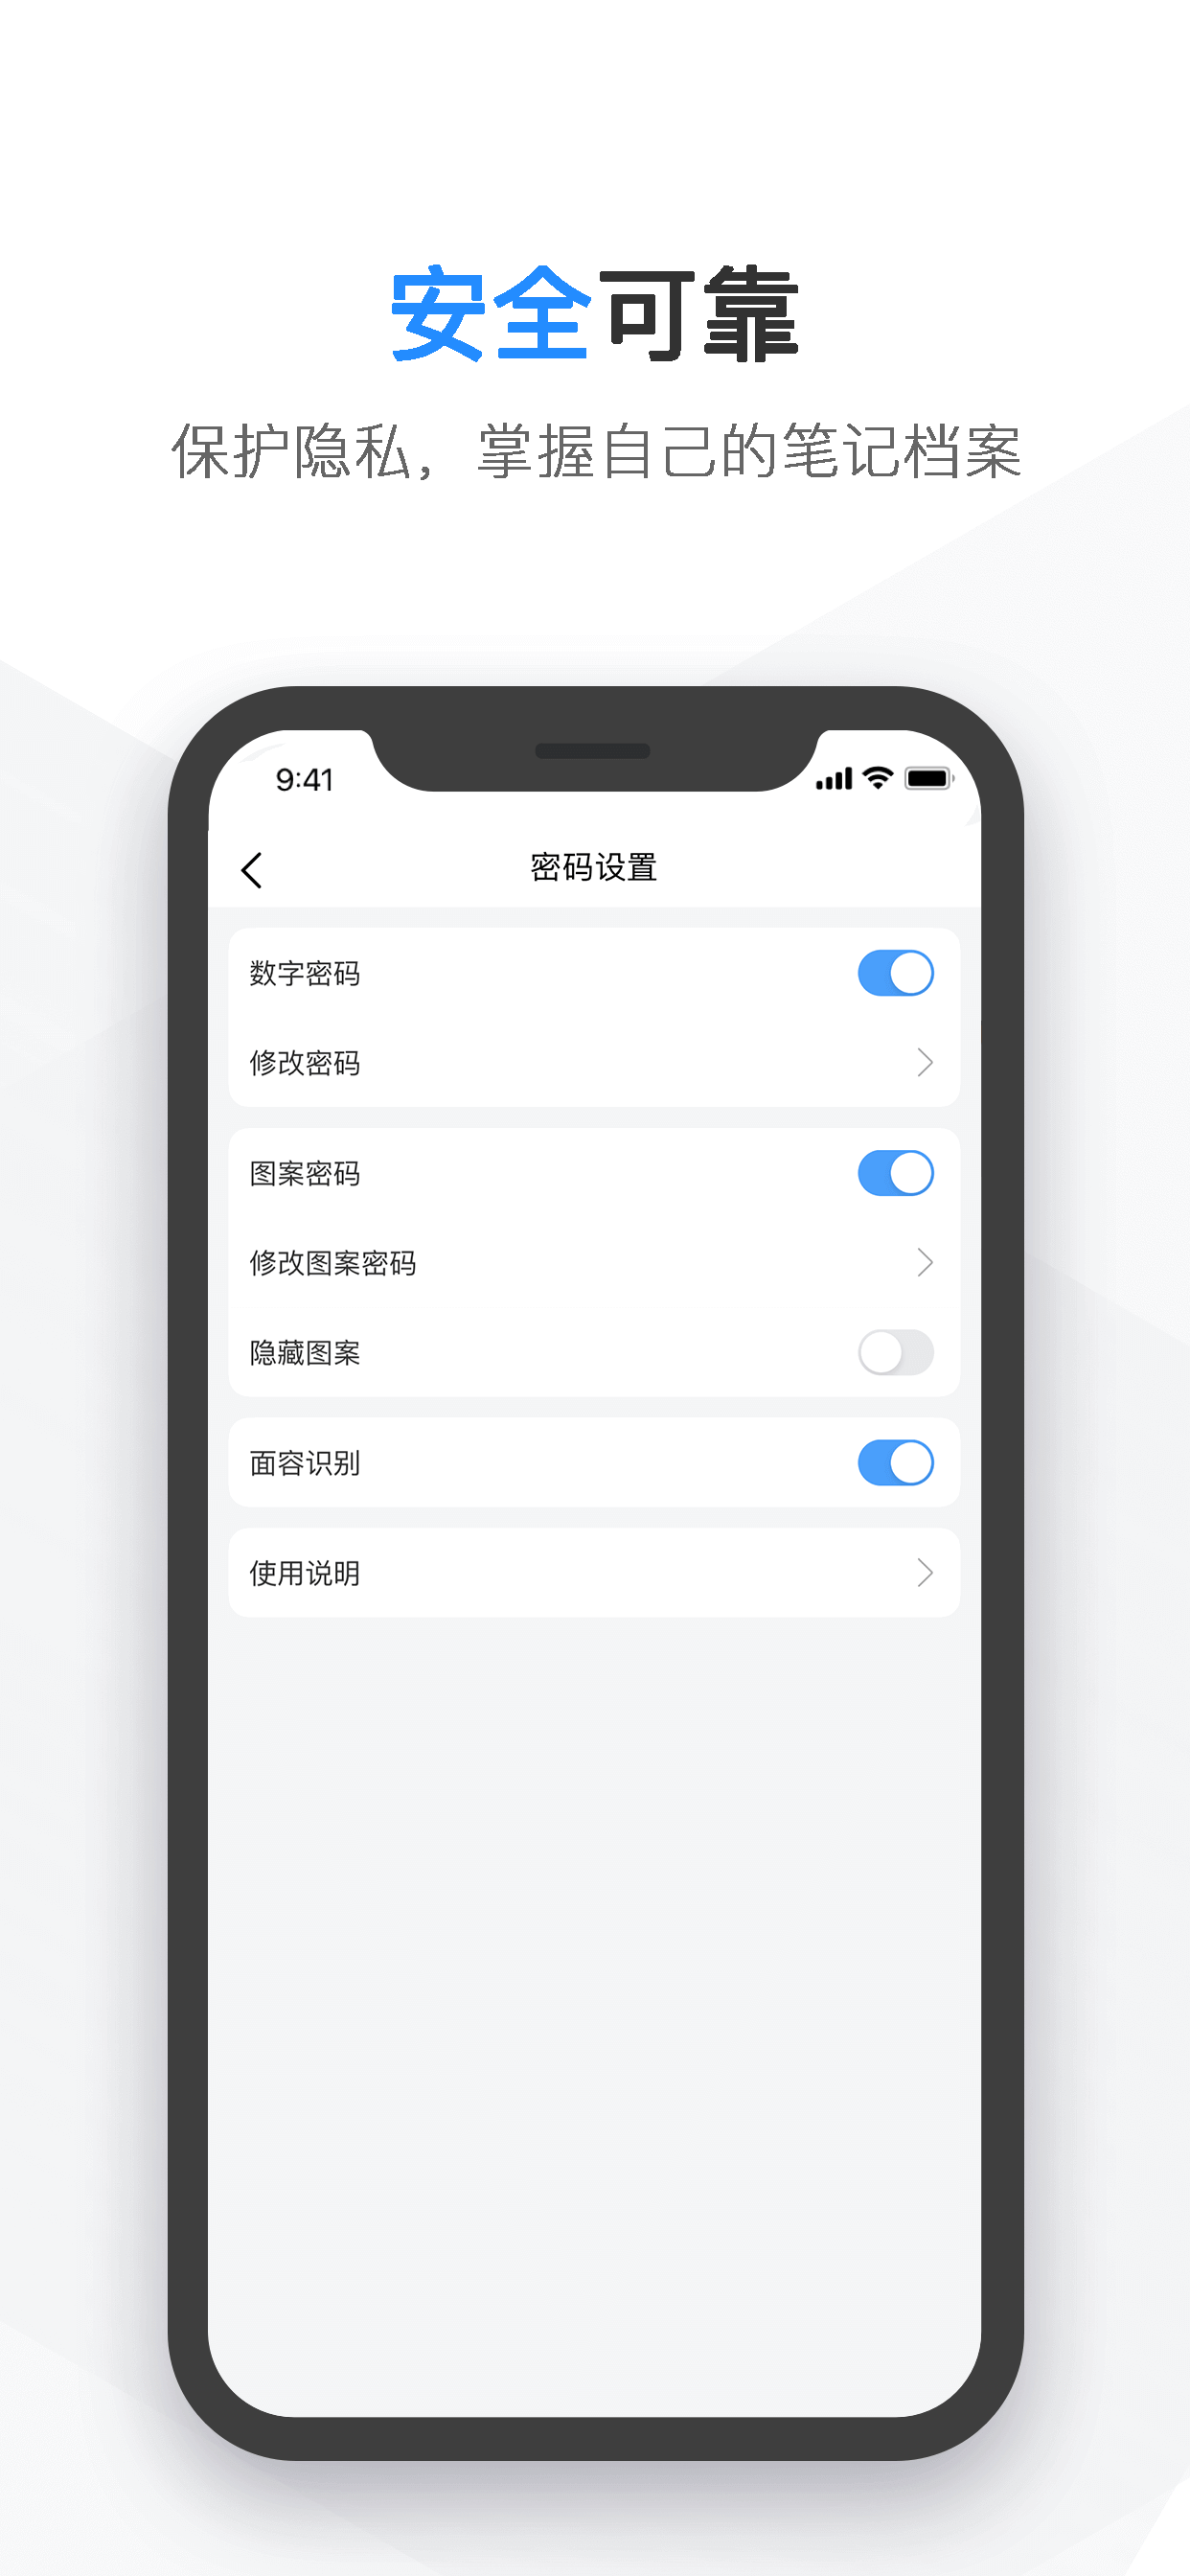 安全可靠
保护隐私，掌握自己的笔记档案
9:41
密码设置
数字密码
修改密码
图案密码
修改图案密码
隐藏图案
面容识别
使用说明